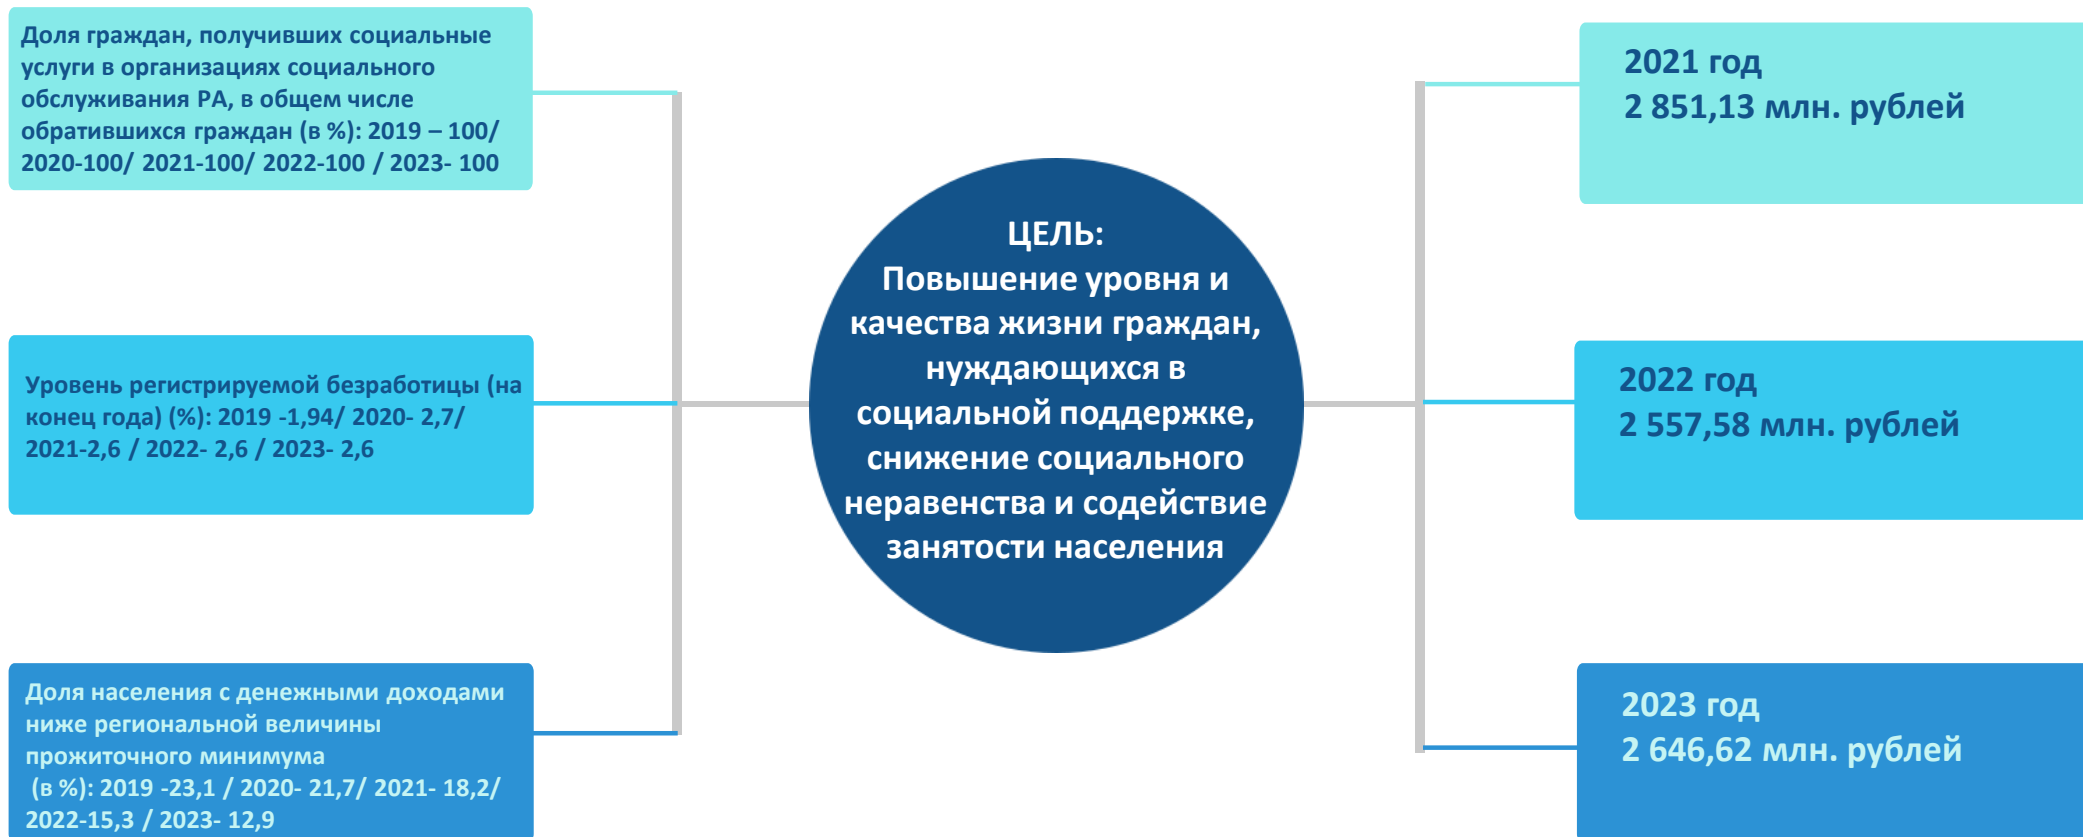 Доля граждан, получивших социальные
услуги в организациях социального
обслуживания РА, в общем числе
обратившихся граждан (в %): 2019 – 100/
2020-100/ 2021-100/ 2022-100 / 2023- 100
Уровень регистрируемой безработицы (на
конец года) (%): 2019 -1,94/ 2020- 2,7/
2021-2,6 / 2022- 2,6 / 2023- 2,6
Доля населения с денежными доходами
ниже региональной величины
прожиточного минимума
(в %): 2019 -23,1 / 2020- 21,7/ 2021- 18,2/
2022-15,3 / 2023- 12,9
ЦЕЛЬ:
Повышение уровня и
качества жизни граждан,
нуждающихся в
социальной поддержке,
снижение социального
неравенства и содействие
занятости населения
2021 год
2 851,13 млн. рублей
2022 год
2 557,58 млн. рублей
2023 год
2 646,62 млн. рублей